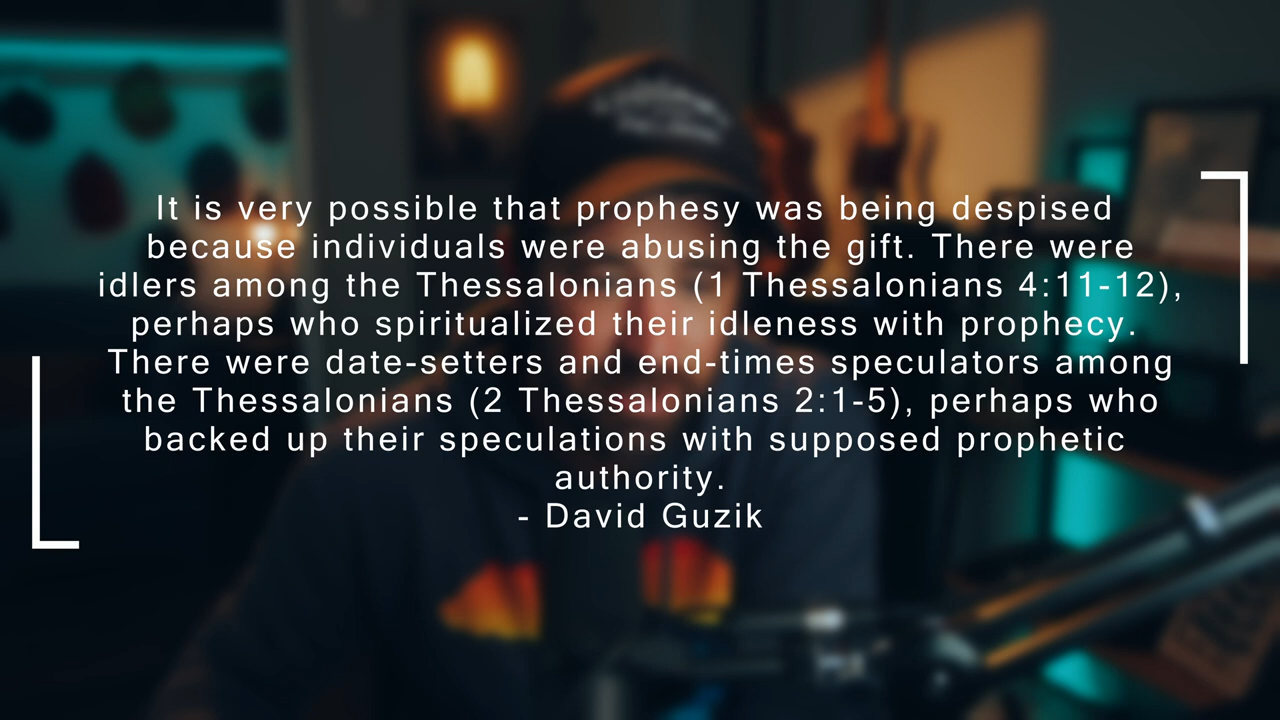 It is very possible that prophesy was being despised
because individuals were abusing the gift. There were
idlers among the Thessalonians (1 Thessalonians 4:11-12),
perhaps who spiritualized their idleness with prophecy.
There were date-setters and end-times speculators among
the Thessalonians (2 Thessalonians 2:1-5), perhaps who
backed up their speculations with supposed prophetic
authority.
- David Guzik